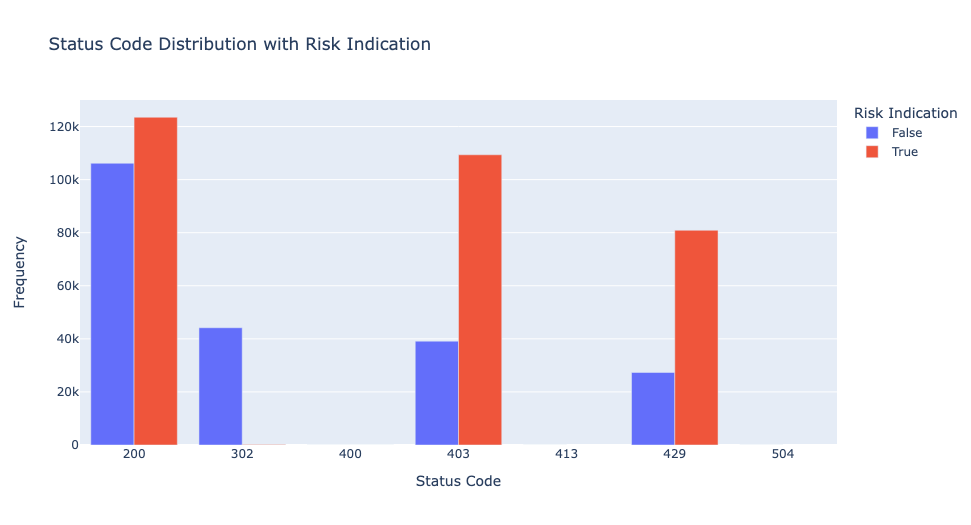 Status Code Distribution with Risk Indication
Risk Indication
False
True
120k
100k
80k
60k
40k
20k
0
Frequency
200 302 400 403 413 429 504
Status Code